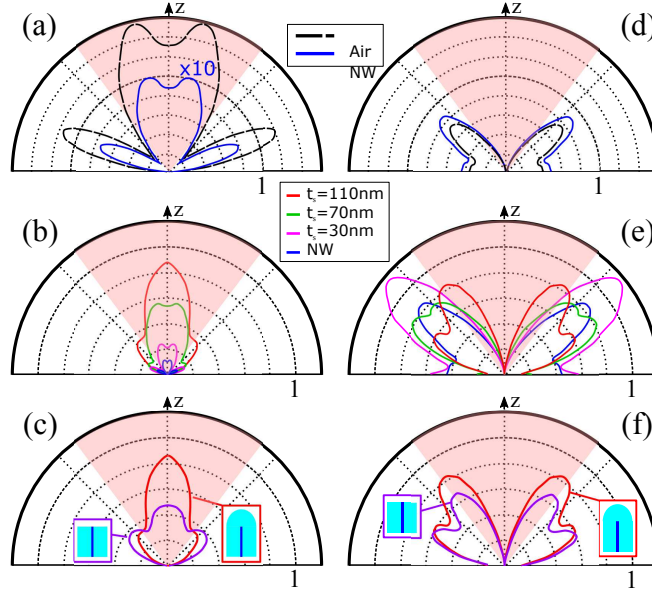 (a)
z
x10
1
Air
NW
(d)
z
1
(b)
z
1
t_s=110nm
t_s=70nm
t_s=30nm
NW
(e)
z
1
(c)
z
1
(f)
z
1